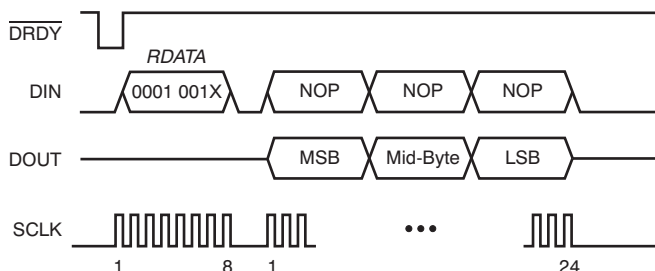 DRDY
RDATA
DIN 0001 001X NOP NOP NOP
DOUT MSB Mid-Byte LSB
SCLK •••
1 8 1 24